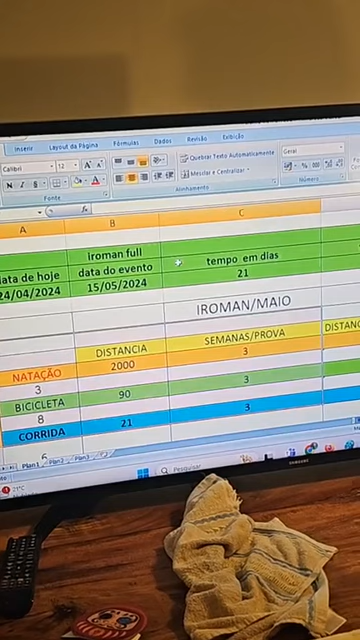 Inserir Layout da Página Fórmulas Dados Revisão Exibição
Calibri 12 A A Quebrar Texto Automaticamente Geral
N I S A Mesclar e Centralizar % 000
Fonte Alinhamento Número
A B C
data de hoje iroman full data do evento tempo em dias
24/04/2024 15/05/2024 21
IROMAN/MAIO
DISTANCIA SEMANAS/PROVA
NATAÇÃO 2000 3
3
BICICLETA 90 3
8
CORRIDA 21 3
6
Plan1 Plan2 Plan3
21°C Pesquisar
SAMSUNG